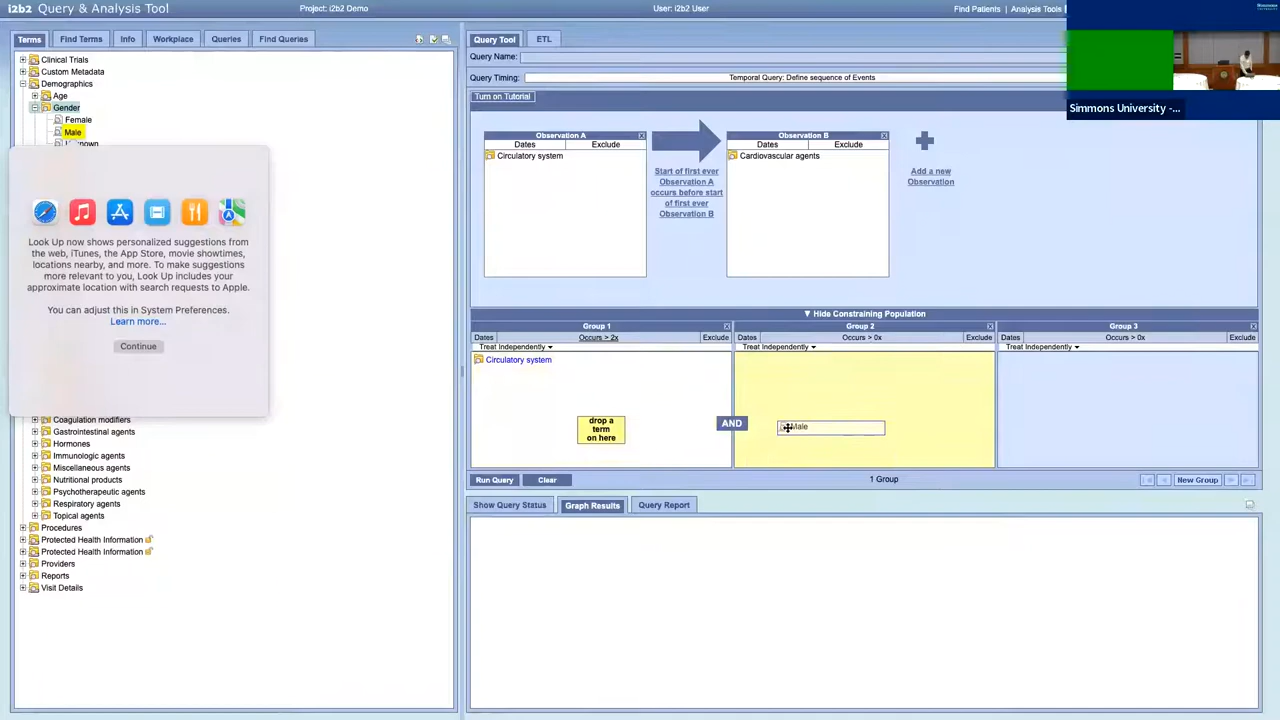 i2b2 Query & Analysis Tool
Project: i2b2 Demo
User: i2b2 User
Find Patients | Analysis Tools |
Terms
Find Terms
Info
Workplace
Queries
Find Queries
Clinical Trials
Custom Metadata
Demographics
Age
Gender
Female
Male
Look Up now shows personalized suggestions from
the web, iTunes, the App Store, movie showtimes,
locations nearby, and more. To make suggestions
more relevant to you, Look Up includes your
approximate location with search requests to Apple.
You can adjust this in System Preferences.
Learn more...
Continue
Coagulation modifiers
Gastrointestinal agents
Hormones
Immunologic agents
Miscellaneous agents
Nutritional products
Psychotherapeutic agents
Respiratory agents
Topical agents
Procedures
Protected Health Information
Protected Health Information
Providers
Reports
Visit Details
Query Tool
ETL
Query Name:
Query Timing:
Temporal Query: Define sequence of Events
Turn on Tutorial
Observation A
Dates
Exclude
Circulatory system
Start of first ever
Observation A
occurs before start
of first ever
Observation B
Observation B
Dates
Exclude
Cardiovascular agents
Add a new
Observation
▼ Hide Constraining Population
Group 1
Dates
Occurs > 2x
Exclude
Treat Independently
Circulatory system
drop a
term
on here
AND
Group 2
Dates
Occurs > 0x
Exclude
Treat Independently
Male
Group 3
Dates
Occurs > 0x
Exclude
Treat Independently
Run Query
Clear
1 Group
New Group
Show Query Status
Graph Results
Query Report
Simmons University -...